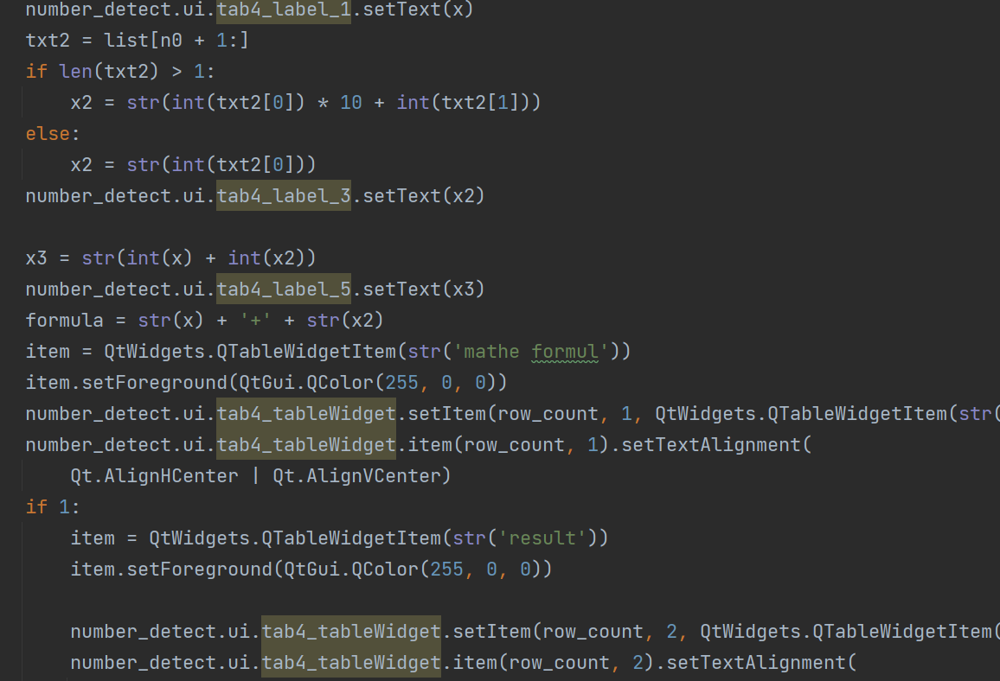 number_detect.ui.tab4_label_1.setText(x)
txt2 = list[n0 + 1:]
if len(txt2) > 1:
    x2 = str(int(txt2[0]) * 10 + int(txt2[1]))
else:
    x2 = str(int(txt2[0]))
number_detect.ui.tab4_label_3.setText(x2)

x3 = str(int(x) + int(x2))
number_detect.ui.tab4_label_5.setText(x3)
formula = str(x) + '+' + str(x2)
item = QtWidgets.QTableWidgetItem(str('mathe formul'))
item.setForeground(QtGui.QColor(255, 0, 0))
number_detect.ui.tab4_tableWidget.setItem(row_count, 1, QtWidgets.QTableWidgetItem(str(
number_detect.ui.tab4_tableWidget.item(row_count, 1).setTextAlignment(
    Qt.AlignHCenter | Qt.AlignVCenter)
if 1:
    item = QtWidgets.QTableWidgetItem(str('result'))
    item.setForeground(QtGui.QColor(255, 0, 0))

    number_detect.ui.tab4_tableWidget.setItem(row_count, 2, QtWidgets.QTableWidgetItem(
    number_detect.ui.tab4_tableWidget.item(row_count, 2).setTextAlignment(